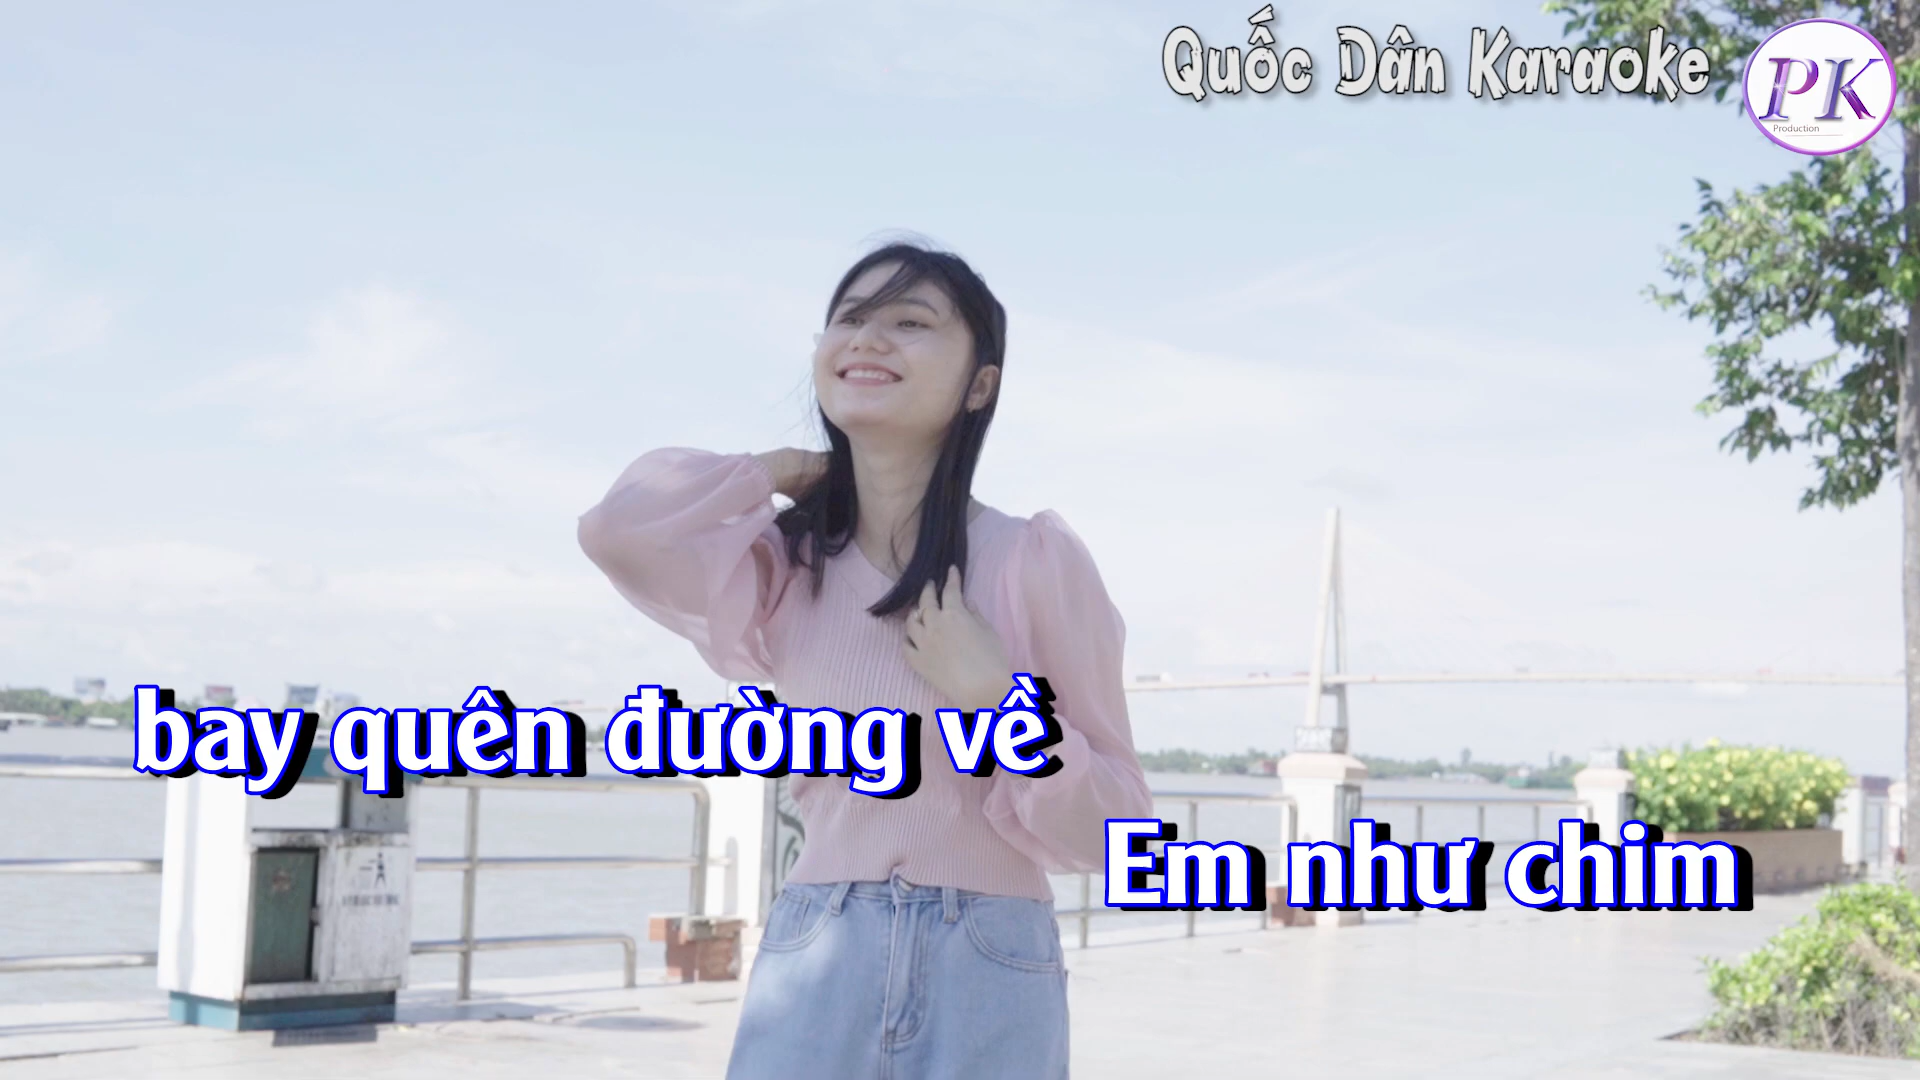 Quốc Dân Karaoke
PK
Production
bay quên đường về
Em như chim